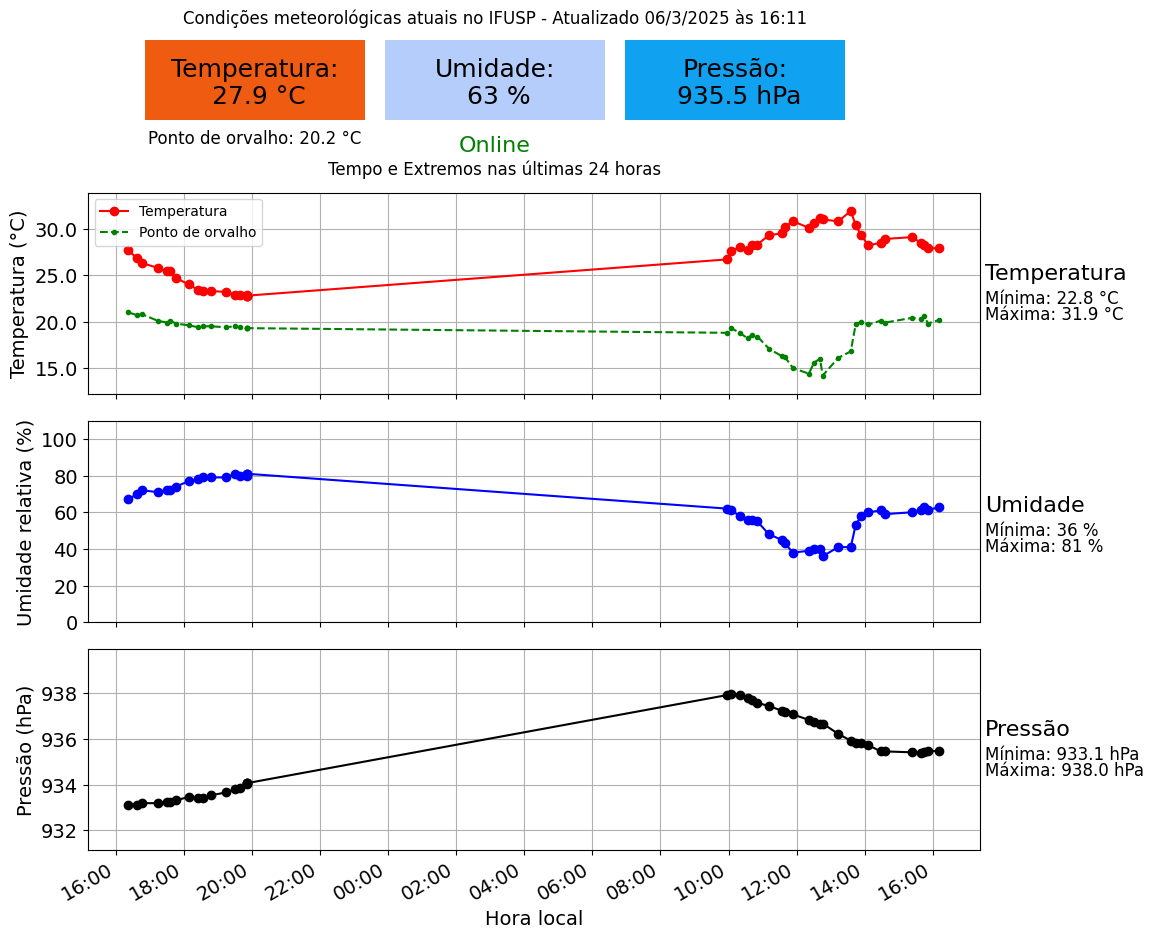 Condições meteorológicas atuais no IFUSP - Atualizado 06/3/2025 às 16:11
Temperatura:
27.9 °C
Umidade:
63 %
Pressão:
935.5 hPa
Ponto de orvalho: 20.2 °C
Online
Tempo e Extremos nas últimas 24 horas
Temperatura (°C)
30.0
25.0
20.0
15.0
Temperatura
Ponto de orvalho
Temperatura
Mínima: 22.8 °C
Máxima: 31.9 °C
Umidade relativa (%)
100
80
60
40
20
0
Umidade
Mínima: 36 %
Máxima: 81 %
Pressão (hPa)
938
936
934
932
Pressão
Mínima: 933.1 hPa
Máxima: 938.0 hPa
16:00
18:00
20:00
22:00
00:00
02:00
04:00
06:00
08:00
10:00
12:00
14:00
16:00
Hora local